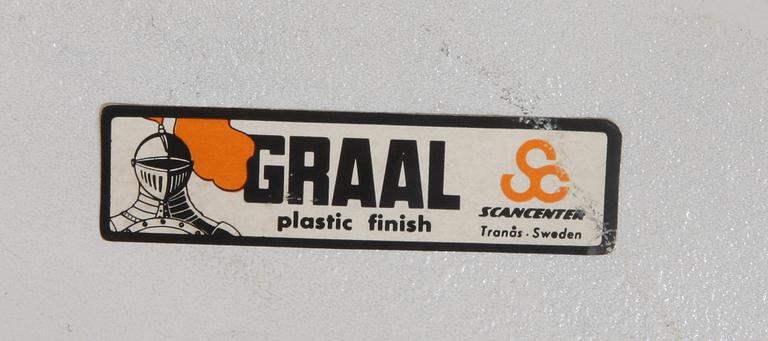 GRAAL
plastic finish
Sc
SCANCENTER
Tranås · Sweden